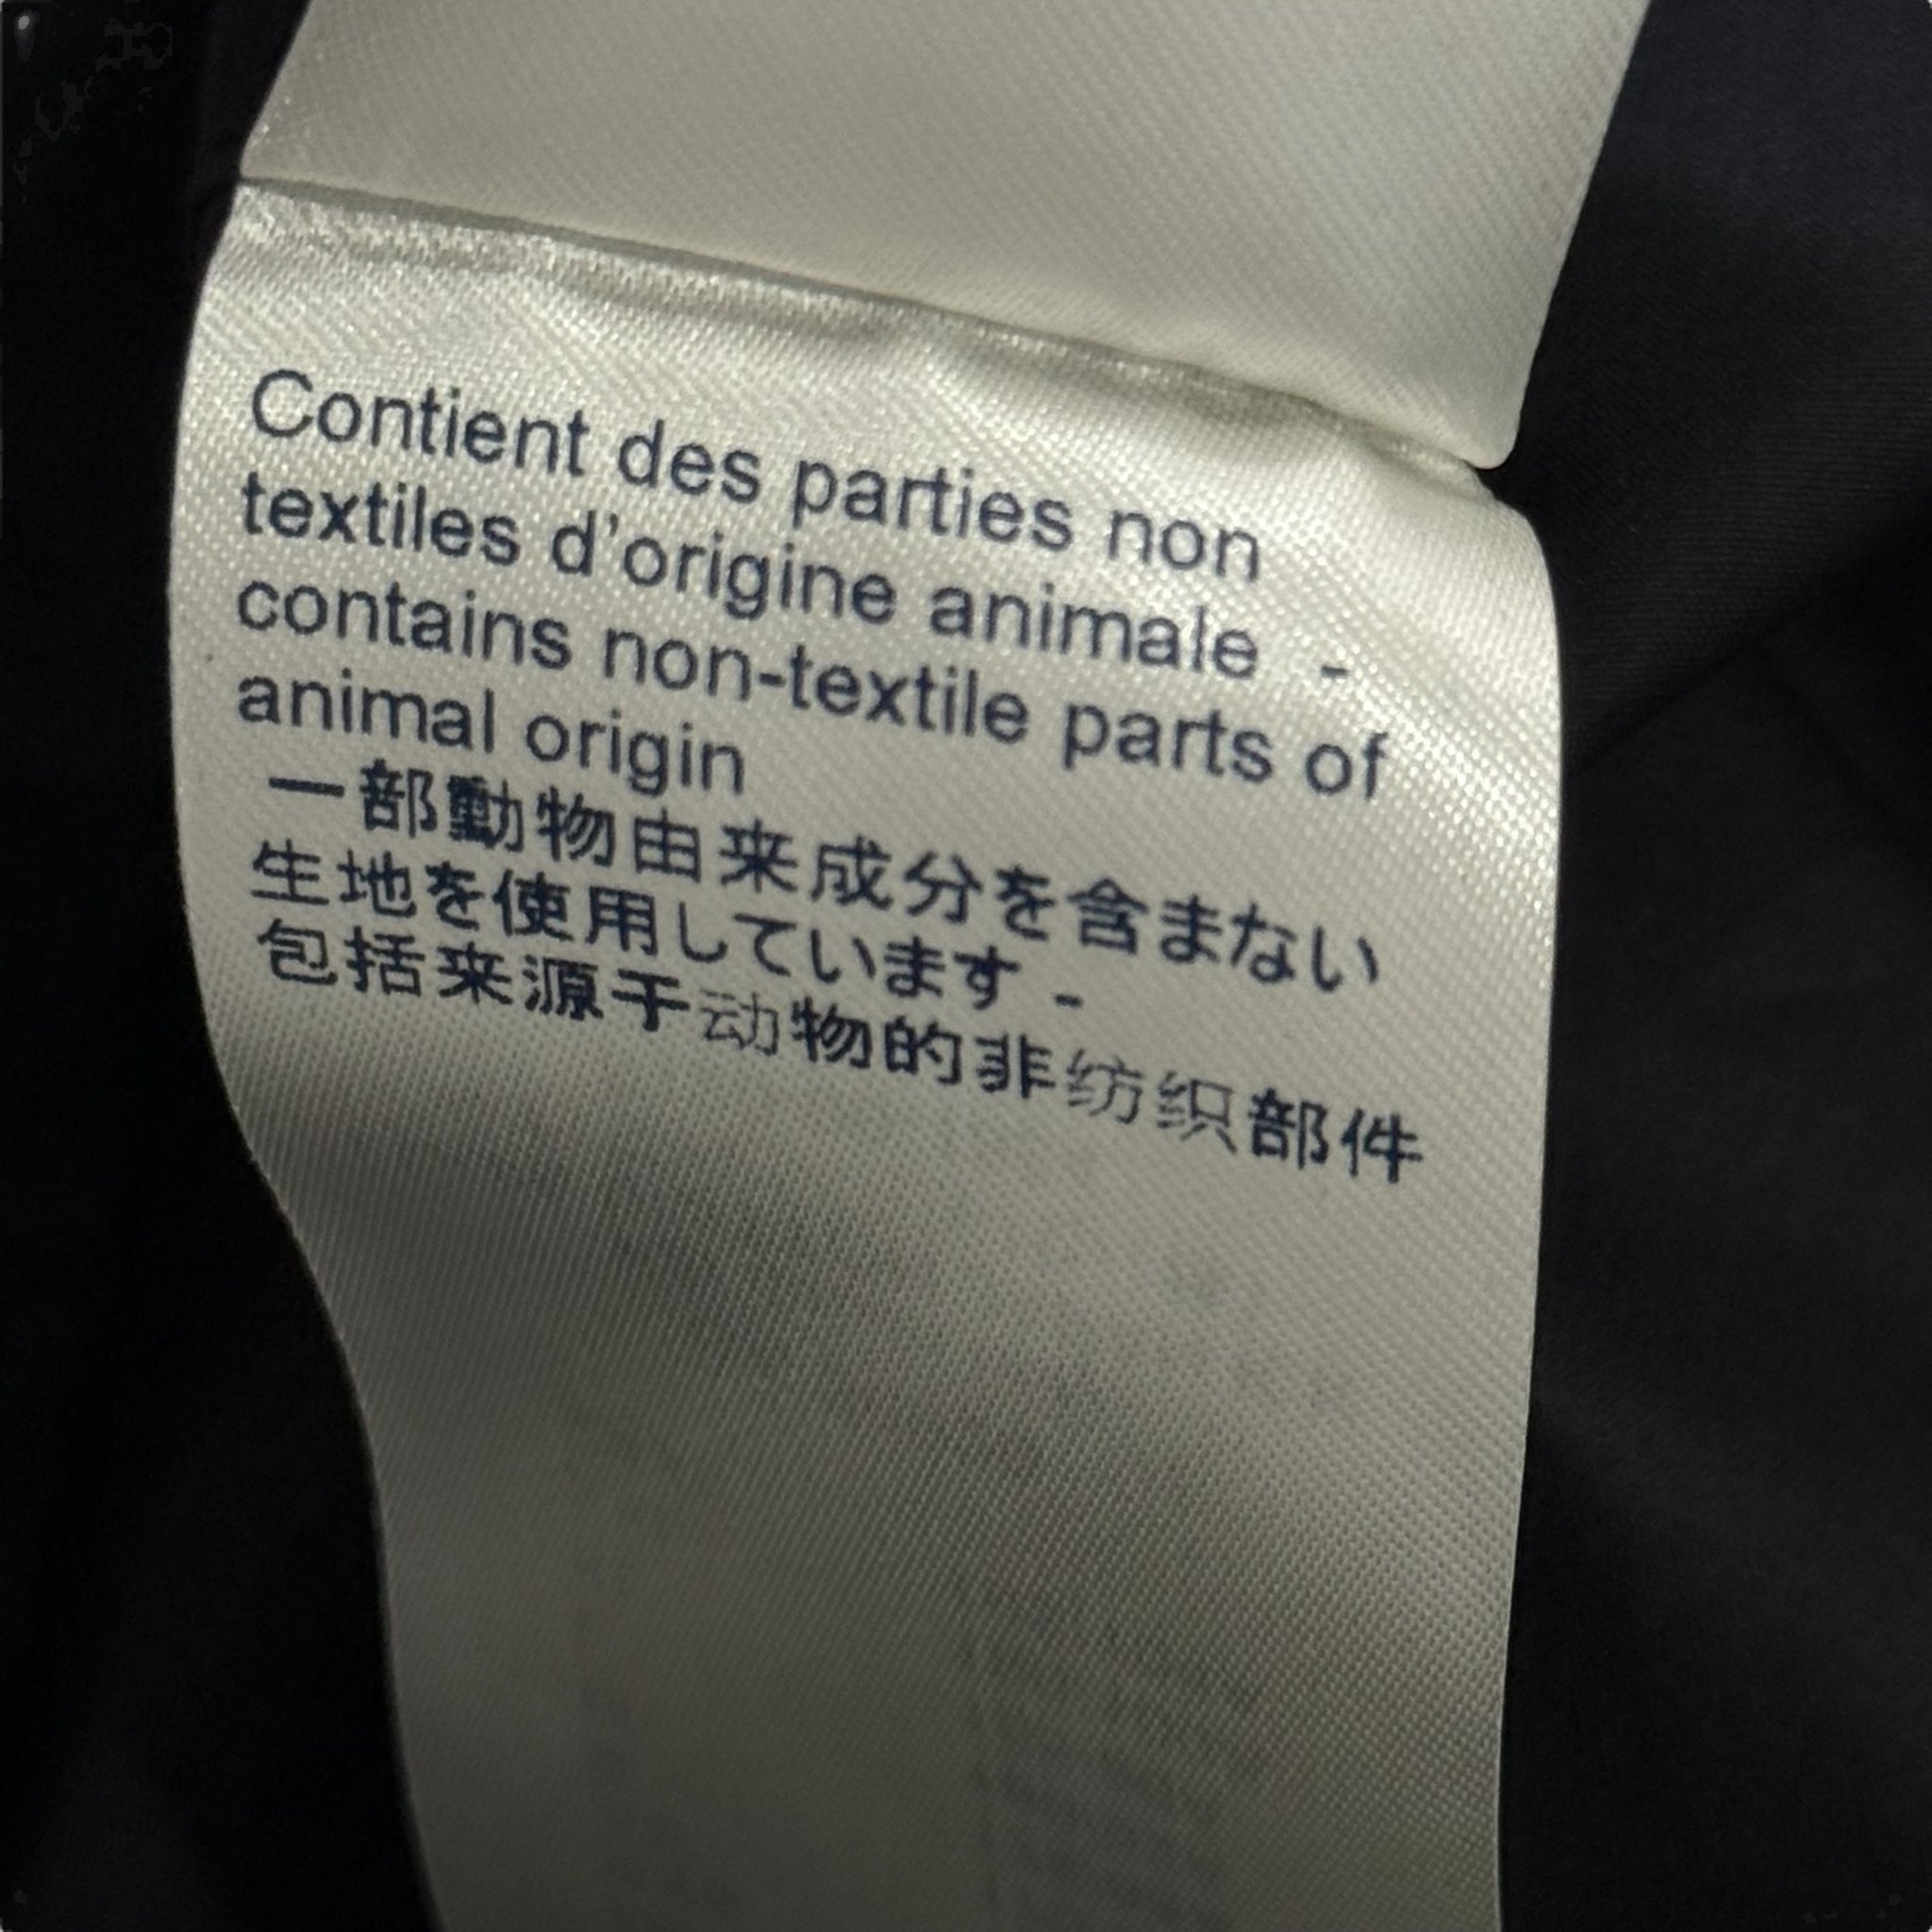 Contient des parties non
textiles d'origine animale -
contains non-textile parts of
animal origin
一部動物由来成分を含まない
生地を使用しています -
包括来源于动物的非纺织部件